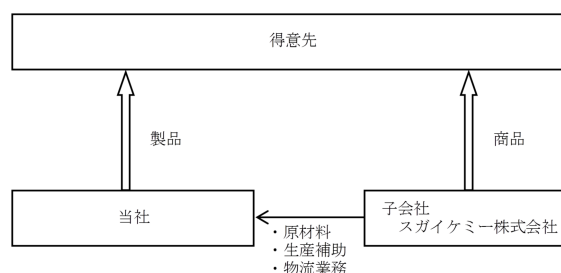 得意先
製品
商品
当社
子会社
スガイケミー株式会社
・原材料
・生産補助
・物流業務